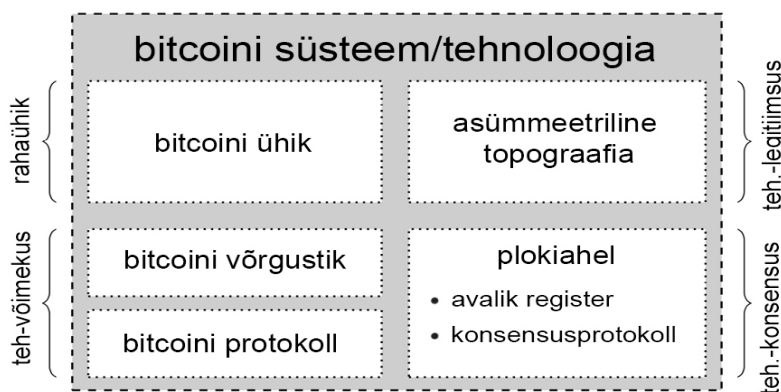 bitcoini süsteem/tehnoloogia
rahaühik
bitcoini ühik
asümmeetriline
topograafia
teh.-legitiimsus
teh-võimekus
bitcoini võrgustik
bitcoini protokoll
plokiahel
• avalik register
• konsensusprotokoll
teh.-konsensus